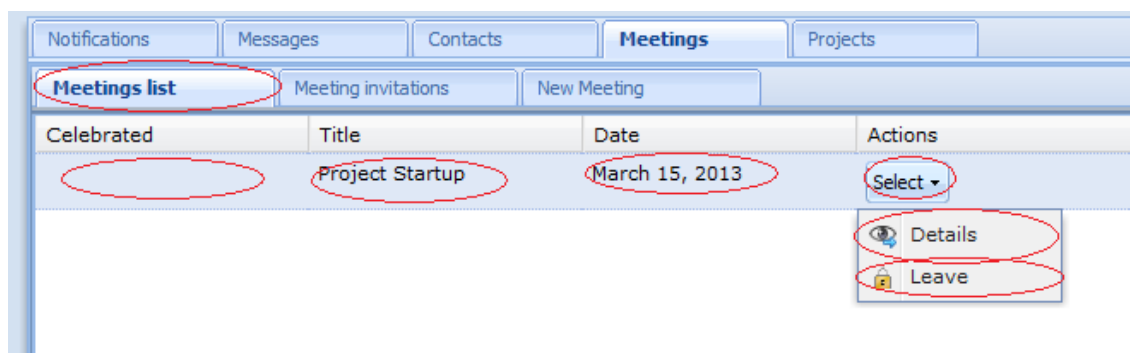 Notifications Messages Contacts Meetings Projects
Meetings list Meeting invitations New Meeting
Celebrated Title Date Actions
Project Startup March 15, 2013 Select
Details
Leave